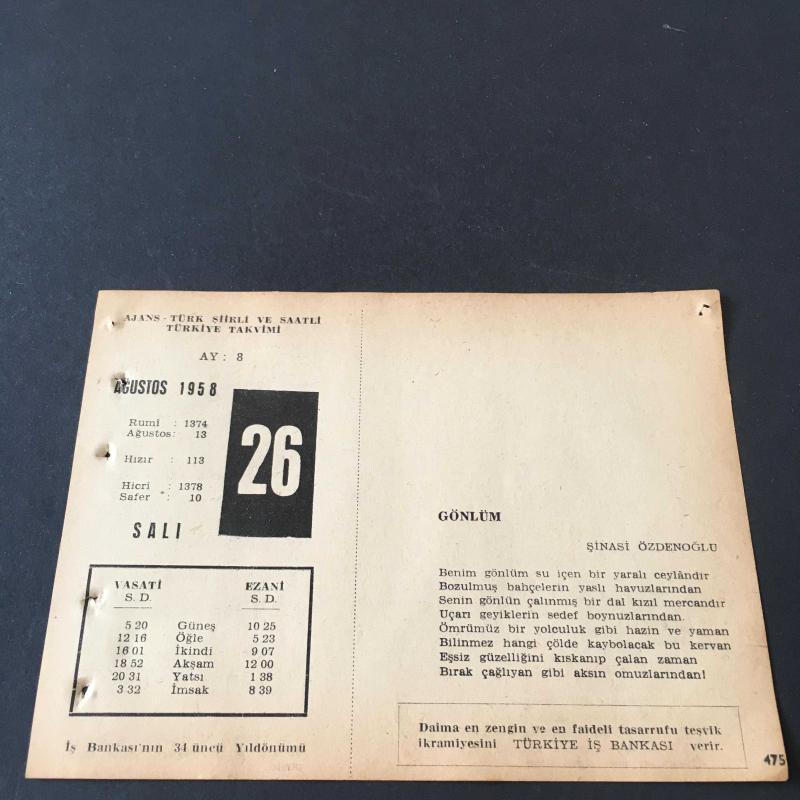 AJANS - TÜRK ŞİİRLİ VE SAATLİ
TÜRKİYE TAKVİMİ
AY : 8
AĞUSTOS 1958
26
Rumî : 1374
Ağustos: 13
Hızır : 113
Hicrî : 1378
Safer : 10
SALI
VASATİ EZANİ
S. D. S. D.
5 20 Güneş 10 25
12 16 Öğle 5 23
16 01 İkindi 9 07
18 52 Akşam 12 00
20 31 Yatsı 1 38
3 32 İmsak 8 39
İş Bankası'nın 34 üncü Yıldönümü
GÖNLÜM
ŞİNASİ ÖZDENOĞLU
Benim gönlüm su içen bir yaralı ceylândır
Bozulmuş bahçelerin yaslı havuzlarından
Senin gönlün çalınmış bir dal kızıl mercandır
Uçarı geyiklerin sedef boynuzlarından.
Ömrümüz bir yolculuk gibi hazin ve yaman
Bilinmez hangi çölde kaybolacak bu kervan
Eşsiz güzelliğini kıskanıp çalan zaman
Bırak çağlıyan gibi aksın omuzlarından!
Daima en zengin ve en faideli tasarrufu teşvik
ikramiyesini TÜRKİYE İŞ BANKASI verir.
475